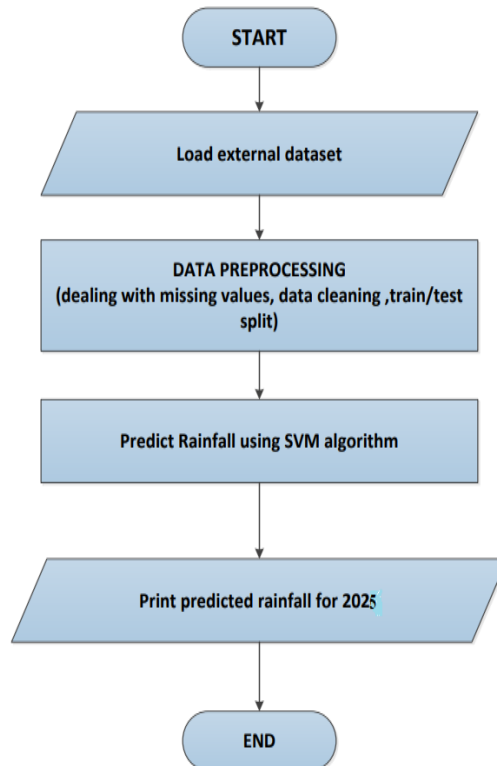 START
Load external dataset
DATA PREPROCESSING
(dealing with missing values, data cleaning ,train/test
split)
Predict Rainfall using SVM algorithm
Print predicted rainfall for 2025
END